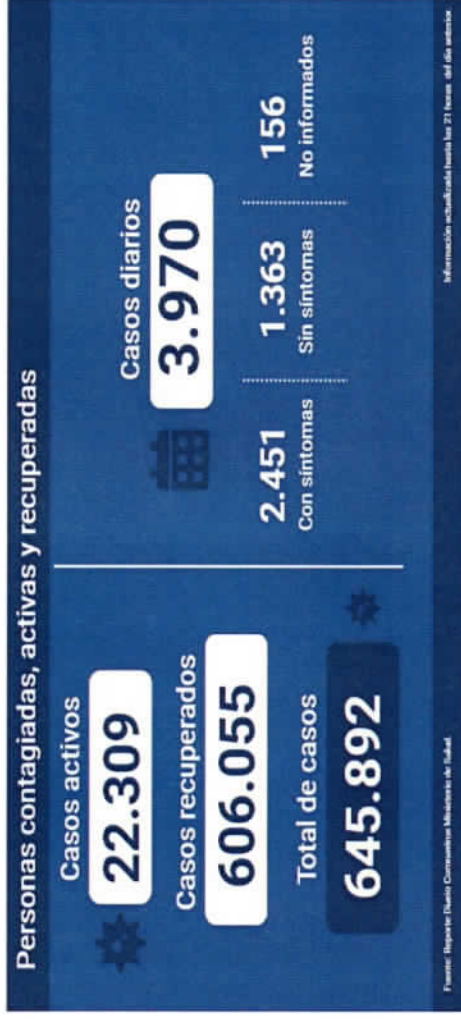 Personas contagiadas, activas y recuperadas
Casos activos
22.309
Casos recuperados
606.055
Total de casos
645.892
Casos diarios
3.970
2.451
Con síntomas
1.363
Sin síntomas
156
No informados
Fuente: Reporte Diario Coronavirus Ministerio de Salud.
Información actualizada hasta las 21 horas del día anterior.